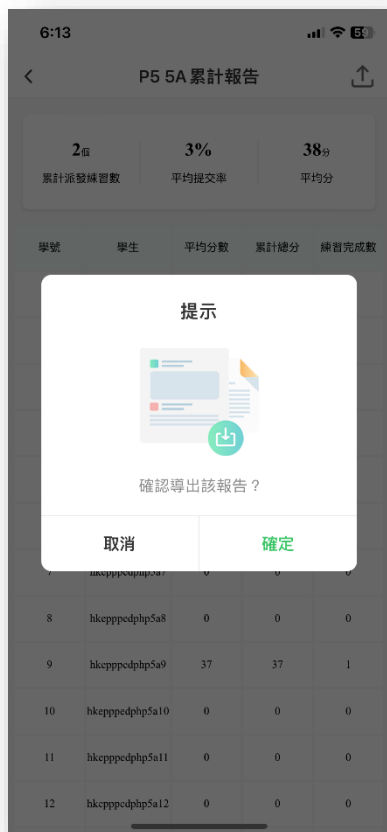 6:13
59
P5 5A累計報告
2個 3% 38分
累計派發練習數 平均提交率 平均分
學號 學生 平均分數 累計總分 練習完成數
提示
確認導出該報告？
取消 確定
7 hkepppedphp5a7 0 0 0
8 hkepppedphp5a8 0 0 0
9 hkepppedphp5a9 37 37 1
10 hkepppedphp5a10 0 0 0
11 hkepppedphp5a11 0 0 0
12 hkepppedphp5a12 0 0 0